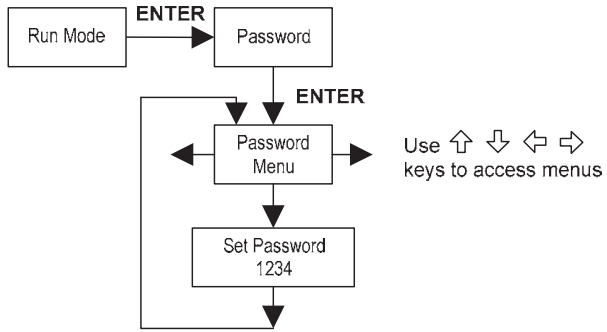 ENTER
Run Mode
Password
ENTER
Password
Menu
Use ⇧ ⇩ ⇦ ⇨
keys to access menus
Set Password
1234